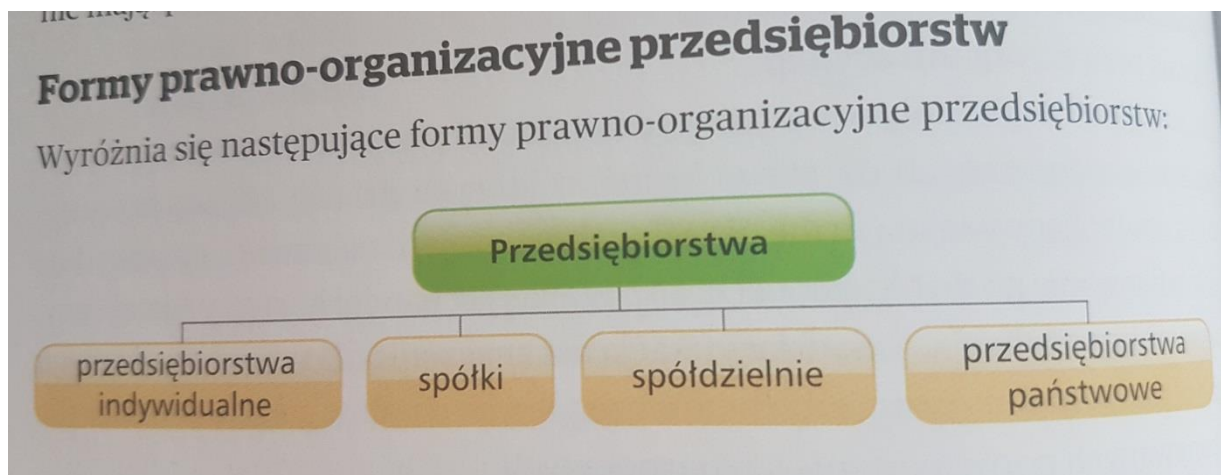 Formy prawno-organizacyjne przedsiębiorstw
Wyróżnia się następujące formy prawno-organizacyjne przedsiębiorstw:
Przedsiębiorstwa
przedsiębiorstwa
indywidualne
spółki
spółdzielnie
przedsiębiorstwa
państwowe